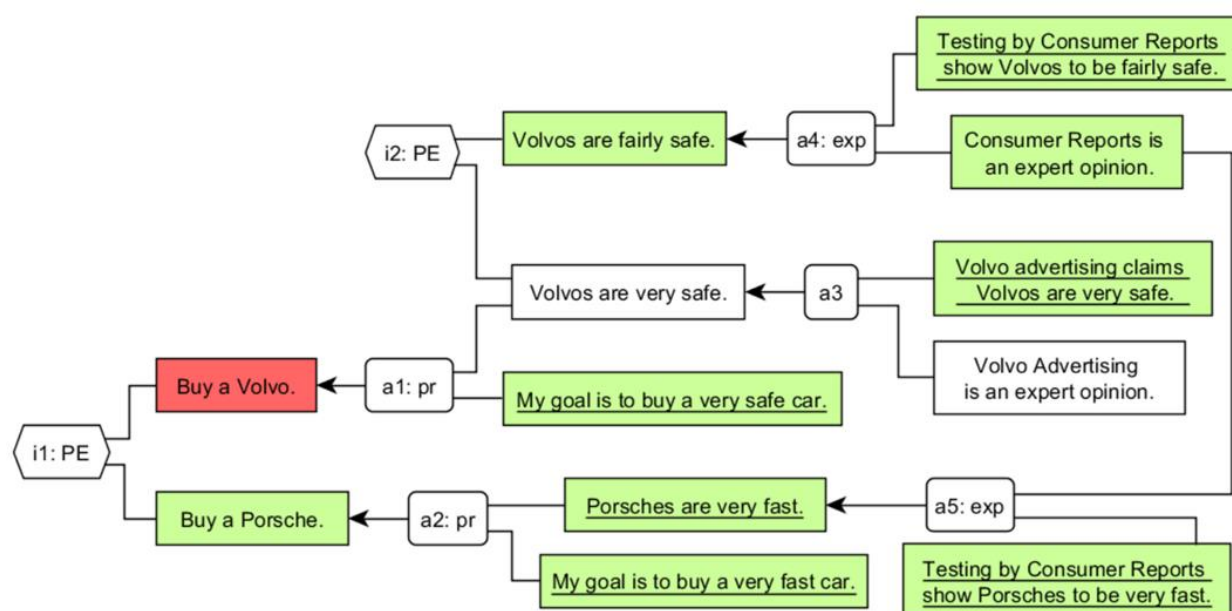 Testing by Consumer Reports
show Volvos to be fairly safe.
i2: PE
Volvos are fairly safe.
a4: exp
Consumer Reports is
an expert opinion.
Volvos are very safe.
a3
Volvo advertising claims
Volvos are very safe.
Volvo Advertising
is an expert opinion.
Buy a Volvo.
a1: pr
My goal is to buy a very safe car.
i1: PE
Buy a Porsche.
a2: pr
Porsches are very fast.
a5: exp
My goal is to buy a very fast car.
Testing by Consumer Reports
show Porsches to be very fast.